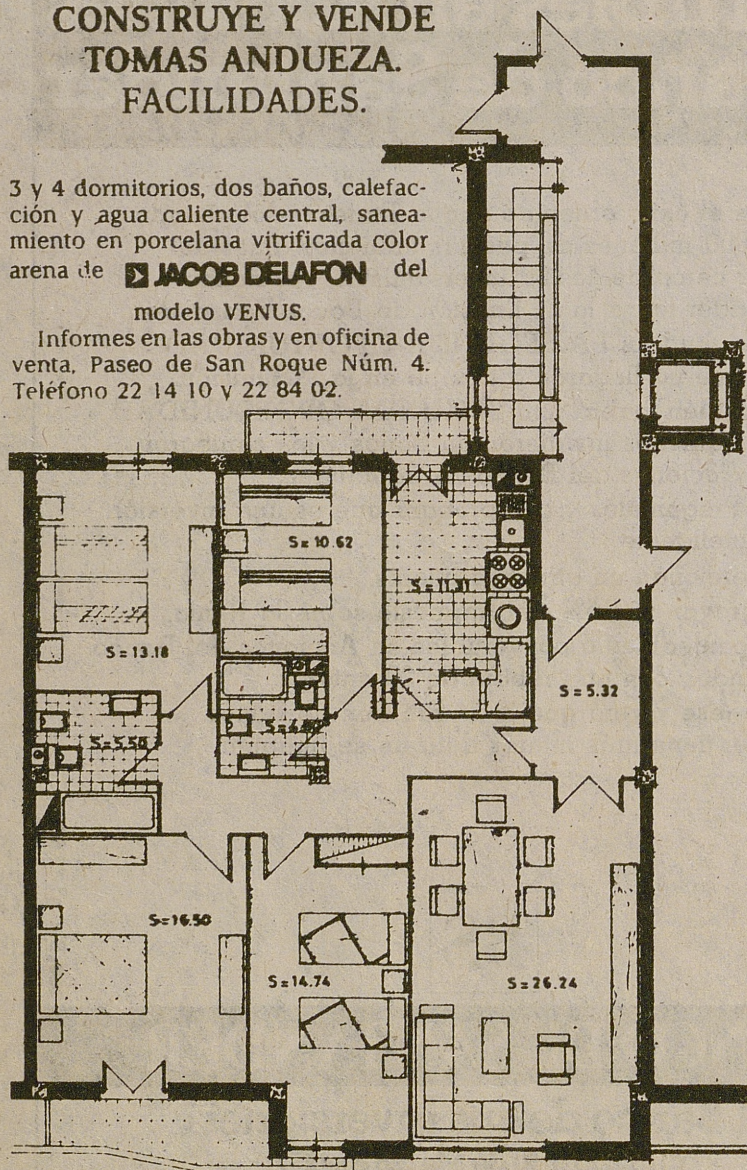 CONSTRUYE Y VENDE
TOMAS ANDUEZA.
FACILIDADES.
3 y 4 dormitorios, dos baños, calefac-
ción y agua caliente central, sanea-
miento en porcelana vitrificada color
arena de JACOB DELAFON del
modelo VENUS.
Informes en las obras y en oficina de
venta, Paseo de San Roque Núm. 4.
Teléfono 22 14 10 y 22 84 02.
S=10.62
S=11.31
S=13.18
S=5.32
S=5.50
S=16.50
S=14.74
S=26.24